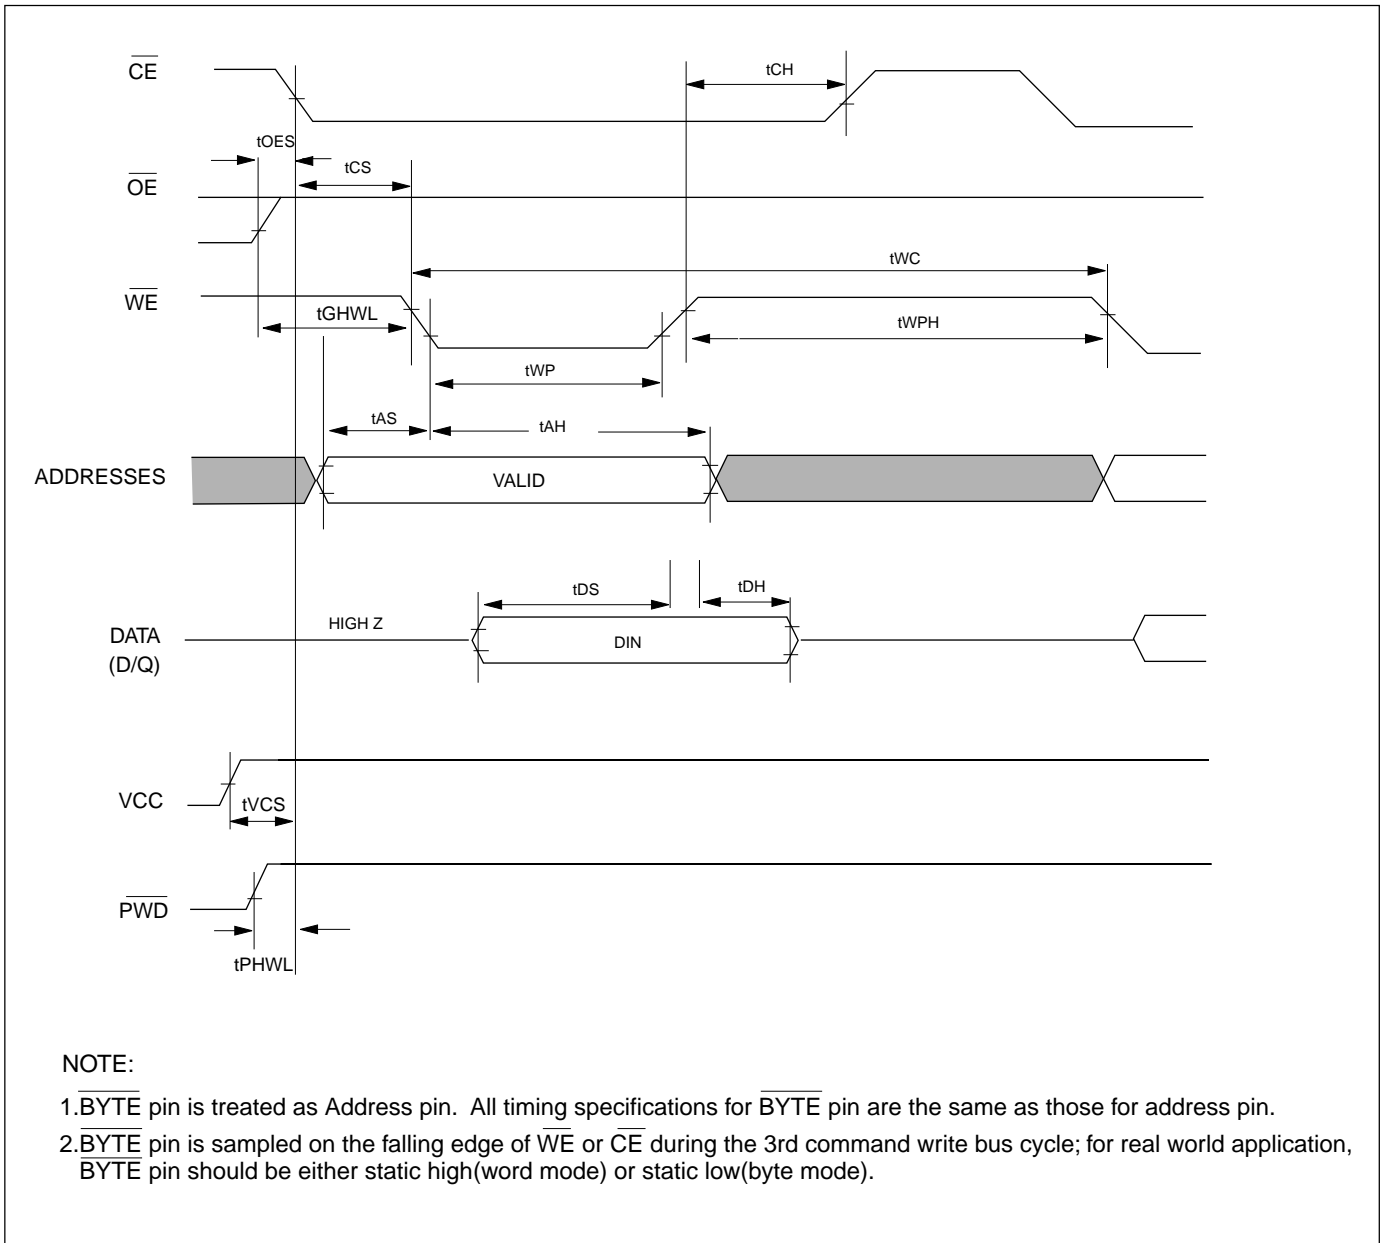 CE
tCH
tOES
tCS
OE
tWC
WE
tGHWL
tWPH
tWP
tAS
tAH
ADDRESSES
VALID
tDS
tDH
HIGH Z
DATA
(D/Q)
DIN
VCC
tVCS
PWD
tPHWL
NOTE:
1.BYTE pin is treated as Address pin. All timing specifications for BYTE pin are the same as those for address pin.
2.BYTE pin is sampled on the falling edge of WE or CE during the 3rd command write bus cycle; for real world application,
BYTE pin should be either static high(word mode) or static low(byte mode).